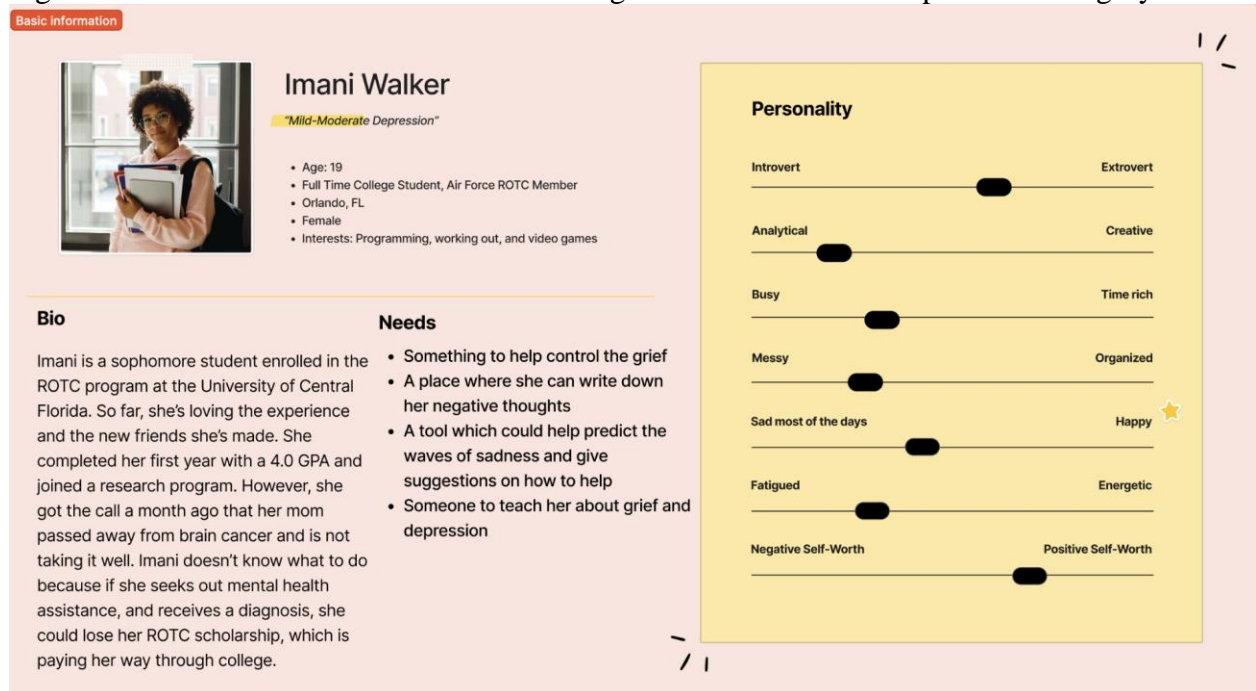 Basic information
Imani Walker
"Mild-Moderate Depression"
• Age: 19
• Full Time College Student, Air Force ROTC Member
• Orlando, FL
• Female
• Interests: Programming, working out, and video games
Bio
Imani is a sophomore student enrolled in the
ROTC program at the University of Central
Florida. So far, she's loving the experience
and the new friends she's made. She
completed her first year with a 4.0 GPA and
joined a research program. However, she
got the call a month ago that her mom
passed away from brain cancer and is not
taking it well. Imani doesn't know what to do
because if she seeks out mental health
assistance, and receives a diagnosis, she
could lose her ROTC scholarship, which is
paying her way through college.
Needs
• Something to help control the grief
• A place where she can write down
her negative thoughts
• A tool which could help predict the
waves of sadness and give
suggestions on how to help
• Someone to teach her about grief and
depression
Personality
Introvert Extrovert
Analytical Creative
Busy Time rich
Messy Organized
Sad most of the days Happy
Fatigued Energetic
Negative Self-Worth Positive Self-Worth